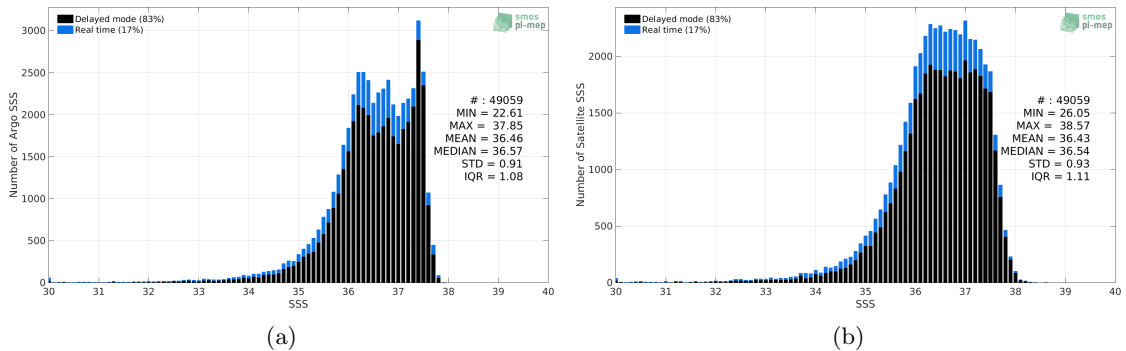 Delayed mode (83%)
Real time (17%)
smos
pi-mep
Number of Argo SSS
3000
2500
2000
1500
1000
500
0
# : 49059
MIN = 22.61
MAX = 37.85
MEAN = 36.46
MEDIAN = 36.57
STD = 0.91
IQR = 1.08
30 31 32 33 34 35 36 37 38 39 40
SSS
(a)
Delayed mode (83%)
Real time (17%)
smos
pi-mep
Number of Satellite SSS
2000
1500
1000
500
0
# : 49059
MIN = 26.05
MAX = 38.57
MEAN = 36.43
MEDIAN = 36.54
STD = 0.93
IQR = 1.11
30 31 32 33 34 35 36 37 38 39 40
SSS
(b)